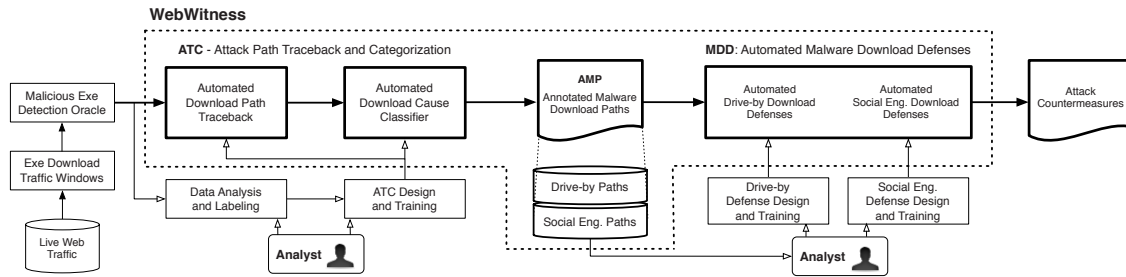 WebWitness
ATC - Attack Path Traceback and Categorization
MDD: Automated Malware Download Defenses
Malicious Exe
Detection Oracle
Automated
Download Path
Traceback
Automated
Download Cause
Classifier
AMP
Annotated Malware
Download Paths
Automated
Drive-by Download
Defenses
Automated
Social Eng. Download
Defenses
Attack
Countermeasures
Exe Download
Traffic Windows
Data Analysis
and Labeling
ATC Design
and Training
Drive-by Paths
Social Eng. Paths
Drive-by
Defense Design
and Training
Social Eng.
Defense Design
and Training
Live Web
Traffic
Analyst
Analyst